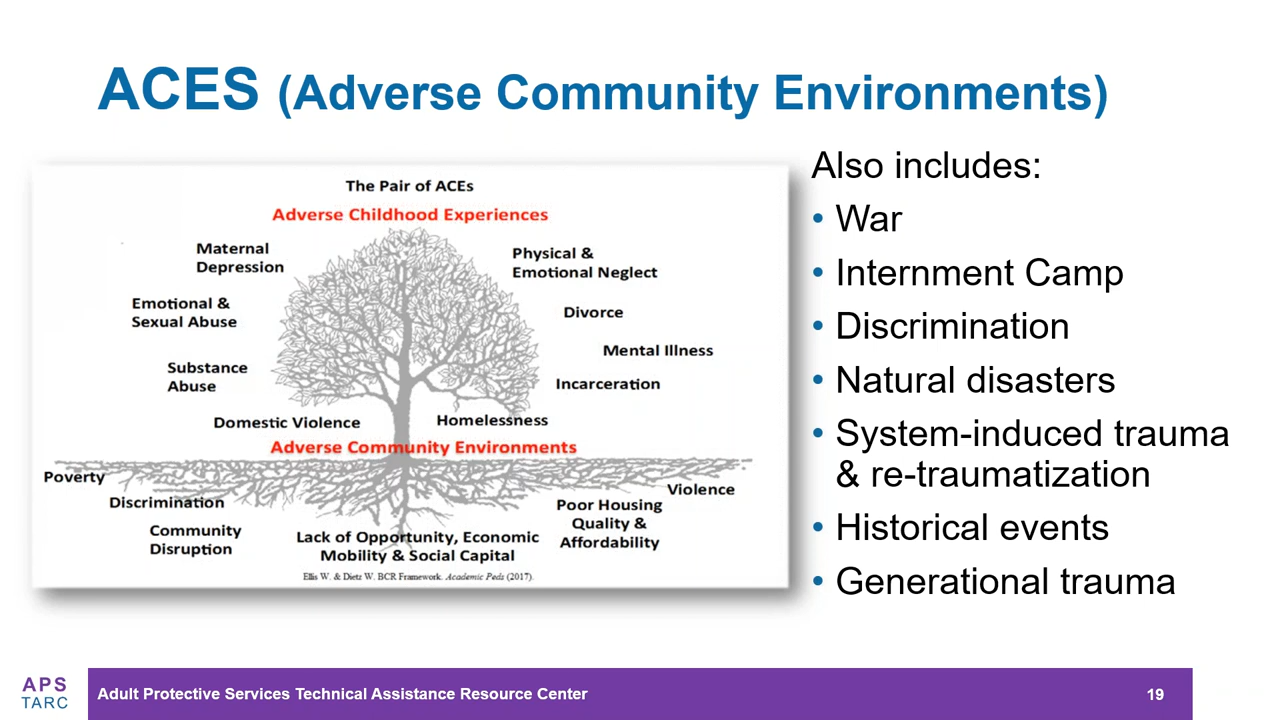 ACES (Adverse Community Environments)
The Pair of ACEs
Adverse Childhood Experiences
Maternal
Depression
Physical &
Emotional Neglect
Emotional &
Sexual Abuse
Divorce
Mental Illness
Substance
Abuse
Incarceration
Domestic Violence
Homelessness
Adverse Community Environments
Poverty
Discrimination
Community
Disruption
Lack of Opportunity, Economic
Mobility & Social Capital
Poor Housing
Quality &
Affordability
Violence
Ellis W. & Dietz W. BCR Framework. Academic Peds (2017).
Also includes:
• War
• Internment Camp
• Discrimination
• Natural disasters
• System-induced trauma
& re-traumatization
• Historical events
• Generational trauma
APS
TARC
Adult Protective Services Technical Assistance Resource Center
19